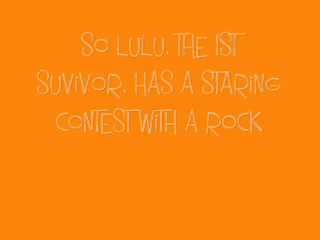 So Lulu, the 1st
suvivor, has a staring
contest with a rock